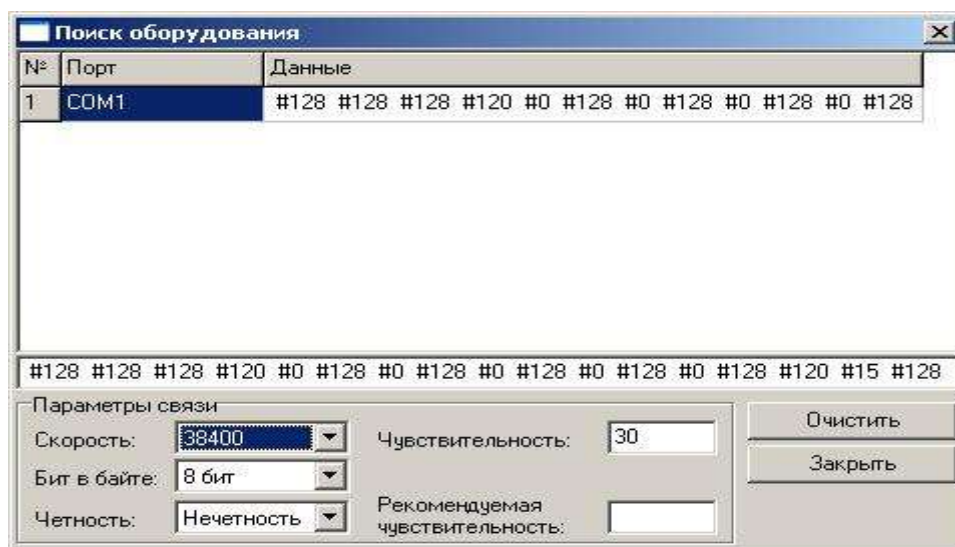 Поиск оборудования
№ Порт Данные
1 COM1 #128 #128 #128 #120 #0 #128 #0 #128 #0 #128 #0 #128
#128 #128 #128 #120 #0 #128 #0 #128 #0 #128 #0 #128 #0 #128 #120 #15 #128
Параметры связи
Скорость: 38400 Чувствительность: 30
Очистить
Бит в байте: 8 бит
Закрыть
Четность: Нечетность Рекомендуемая чувствительность: